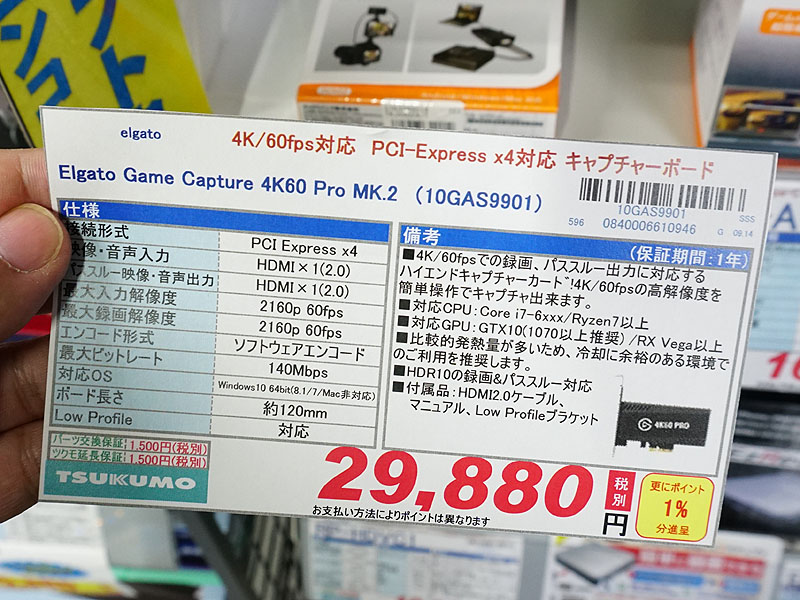 elgato
4K/60fps対応 PCI-Express x4対応 キャプチャーボード
Elgato Game Capture 4K60 Pro MK.2 (10GAS9901)
10GAS9901
SSS
596 0840006610946 G 09.14
仕様
接続形式 PCI Express x4
映像・音声入力 HDMI×1(2.0)
パススルー映像・音声出力 HDMI×1(2.0)
最大入力解像度 2160p 60fps
最大録画解像度 2160p 60fps
エンコード形式 ソフトウェアエンコード
最大ビットレート 140Mbps
対応OS Windows10 64bit(8.1/7/Mac非対応)
ボード長さ 約120mm
Low Profile 対応
備考 (保証期間:1年)
■4K/60fpsでの録画、パススルー出力に対応する
ハイエンドキャプチャーカード!4K/60fpsの高解像度を
簡単操作でキャプチャ出来ます。
■対応CPU:Core i7-6xxx/Ryzen7以上
■対応GPU:GTX10(1070以上推奨)/RX Vega以上
■比較的発熱量が多いため、冷却に余裕のある環境で
のご利用を推奨します。
■HDR10の録画&パススルー対応
■付属品:HDMI2.0ケーブル、
マニュアル、Low Profileブラケット
4K60 PRO
パーツ交換保証:1,500円(税別)
ツクモ延長保証:1,500円(税別)
TSUKUMO
29,880 税別 円
お支払い方法によりポイントは異なります
更にポイント
1%
分進呈